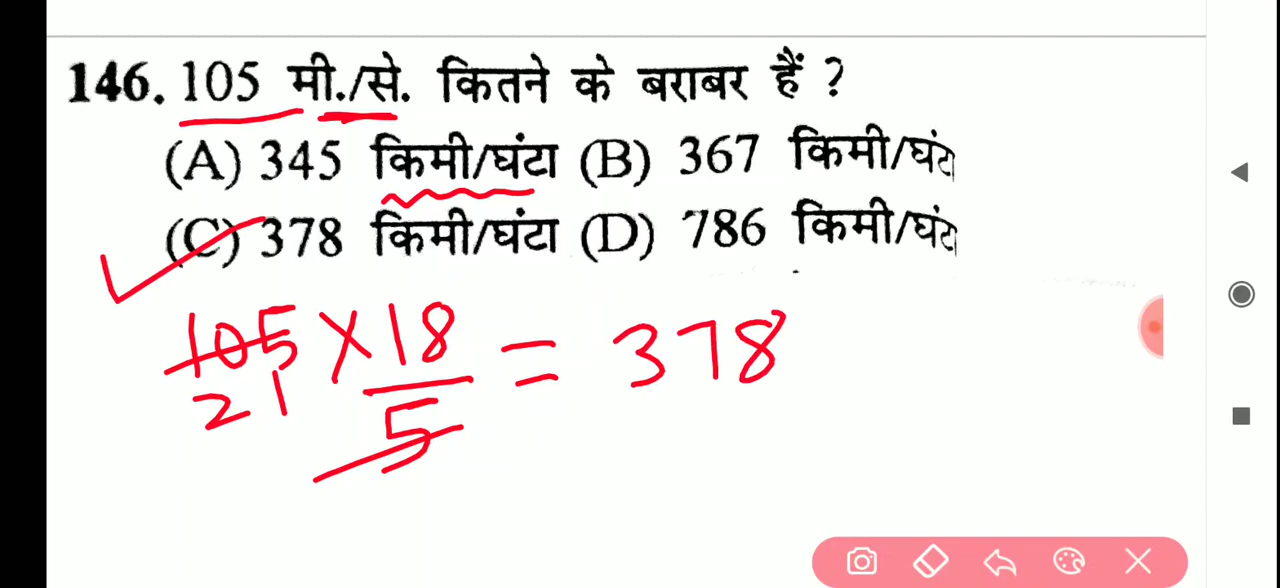 146. 105 मी./से. कितने के बराबर हैं ?
(A) 345 किमी/घंटा (B) 367 किमी/घंटा
(C) 378 किमी/घंटा (D) 786 किमी/घंटा
105 × 18 = 378
21 5